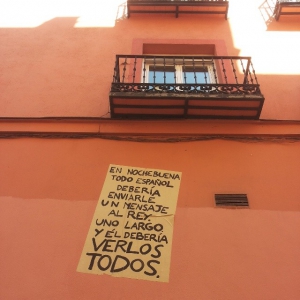 EN NOCHEBUENA
TODO ESPAÑOL
DEBERÍA
ENVIARLE
UN MENSAJE
AL REY.
UNO LARGO
Y ÉL DEBERÍA
VERLOS
TODOS.